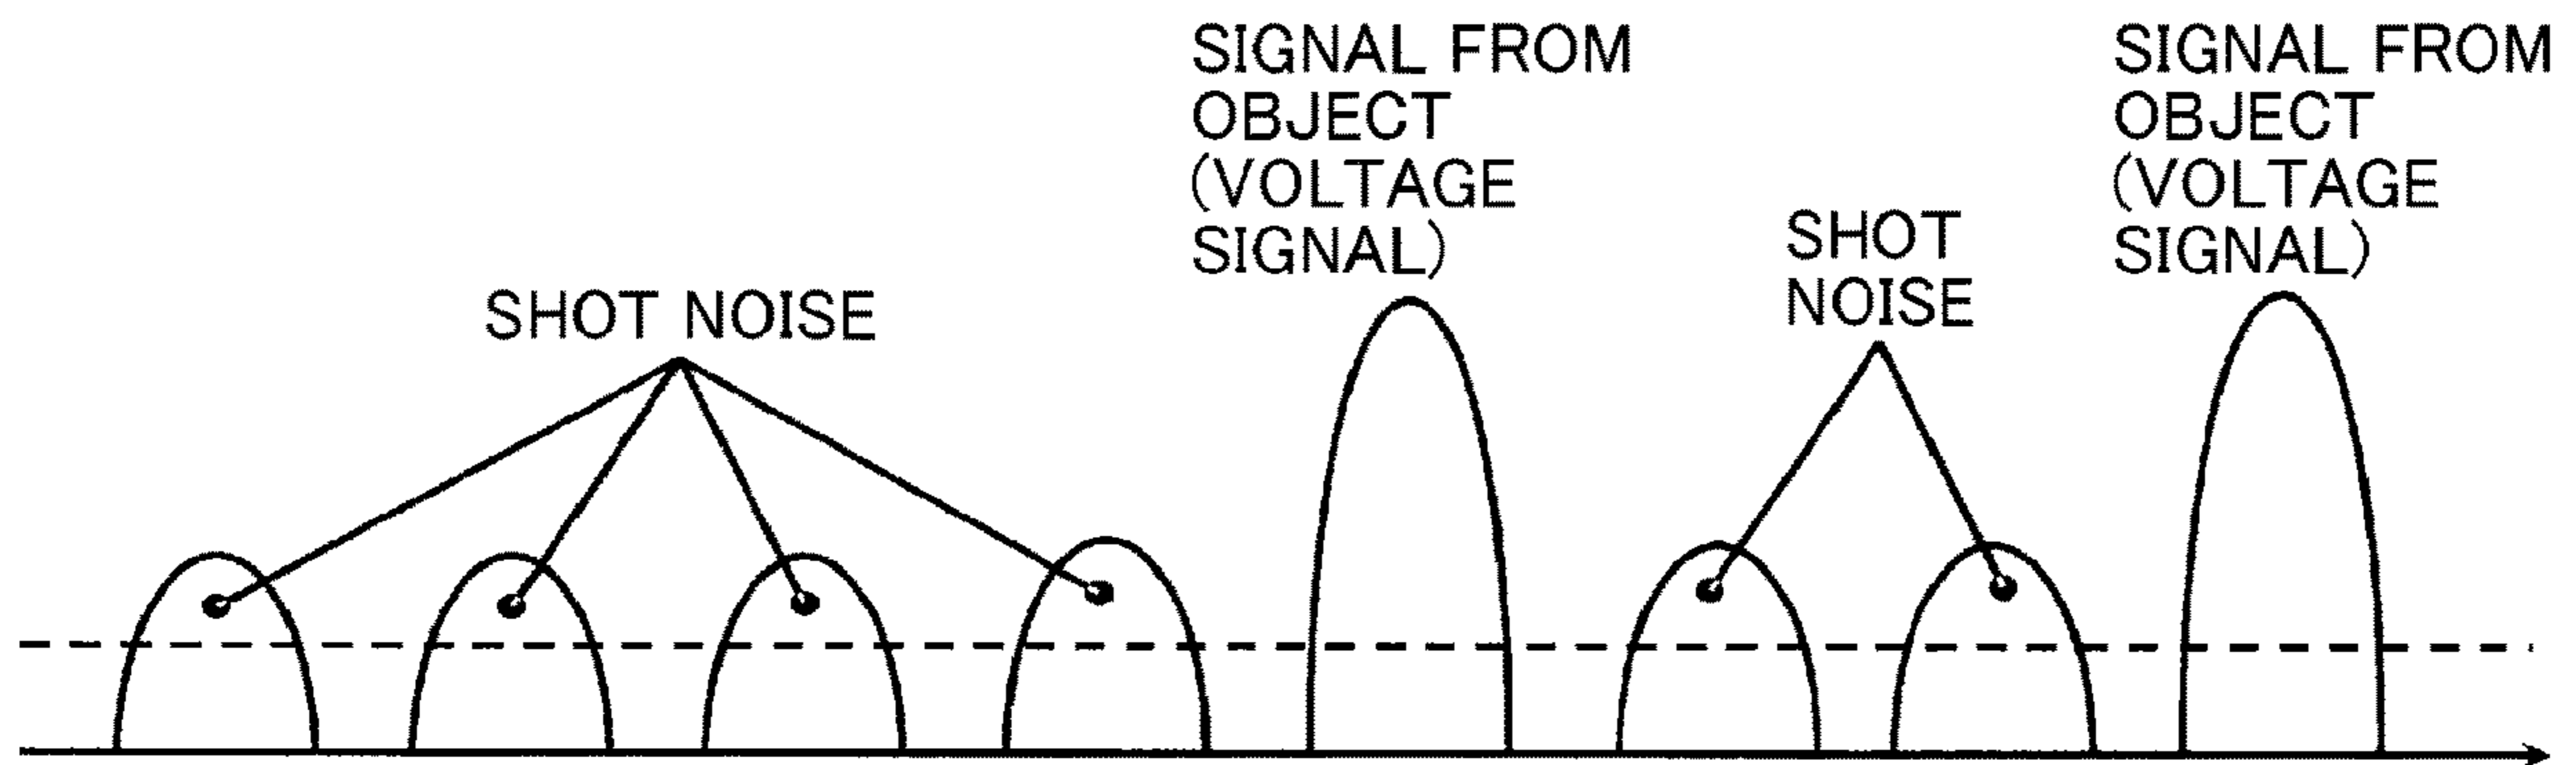 SIGNAL FROM
OBJECT
(VOLTAGE
SIGNAL)
SIGNAL FROM
OBJECT
(VOLTAGE
SIGNAL)
SHOT
NOISE
SHOT NOISE